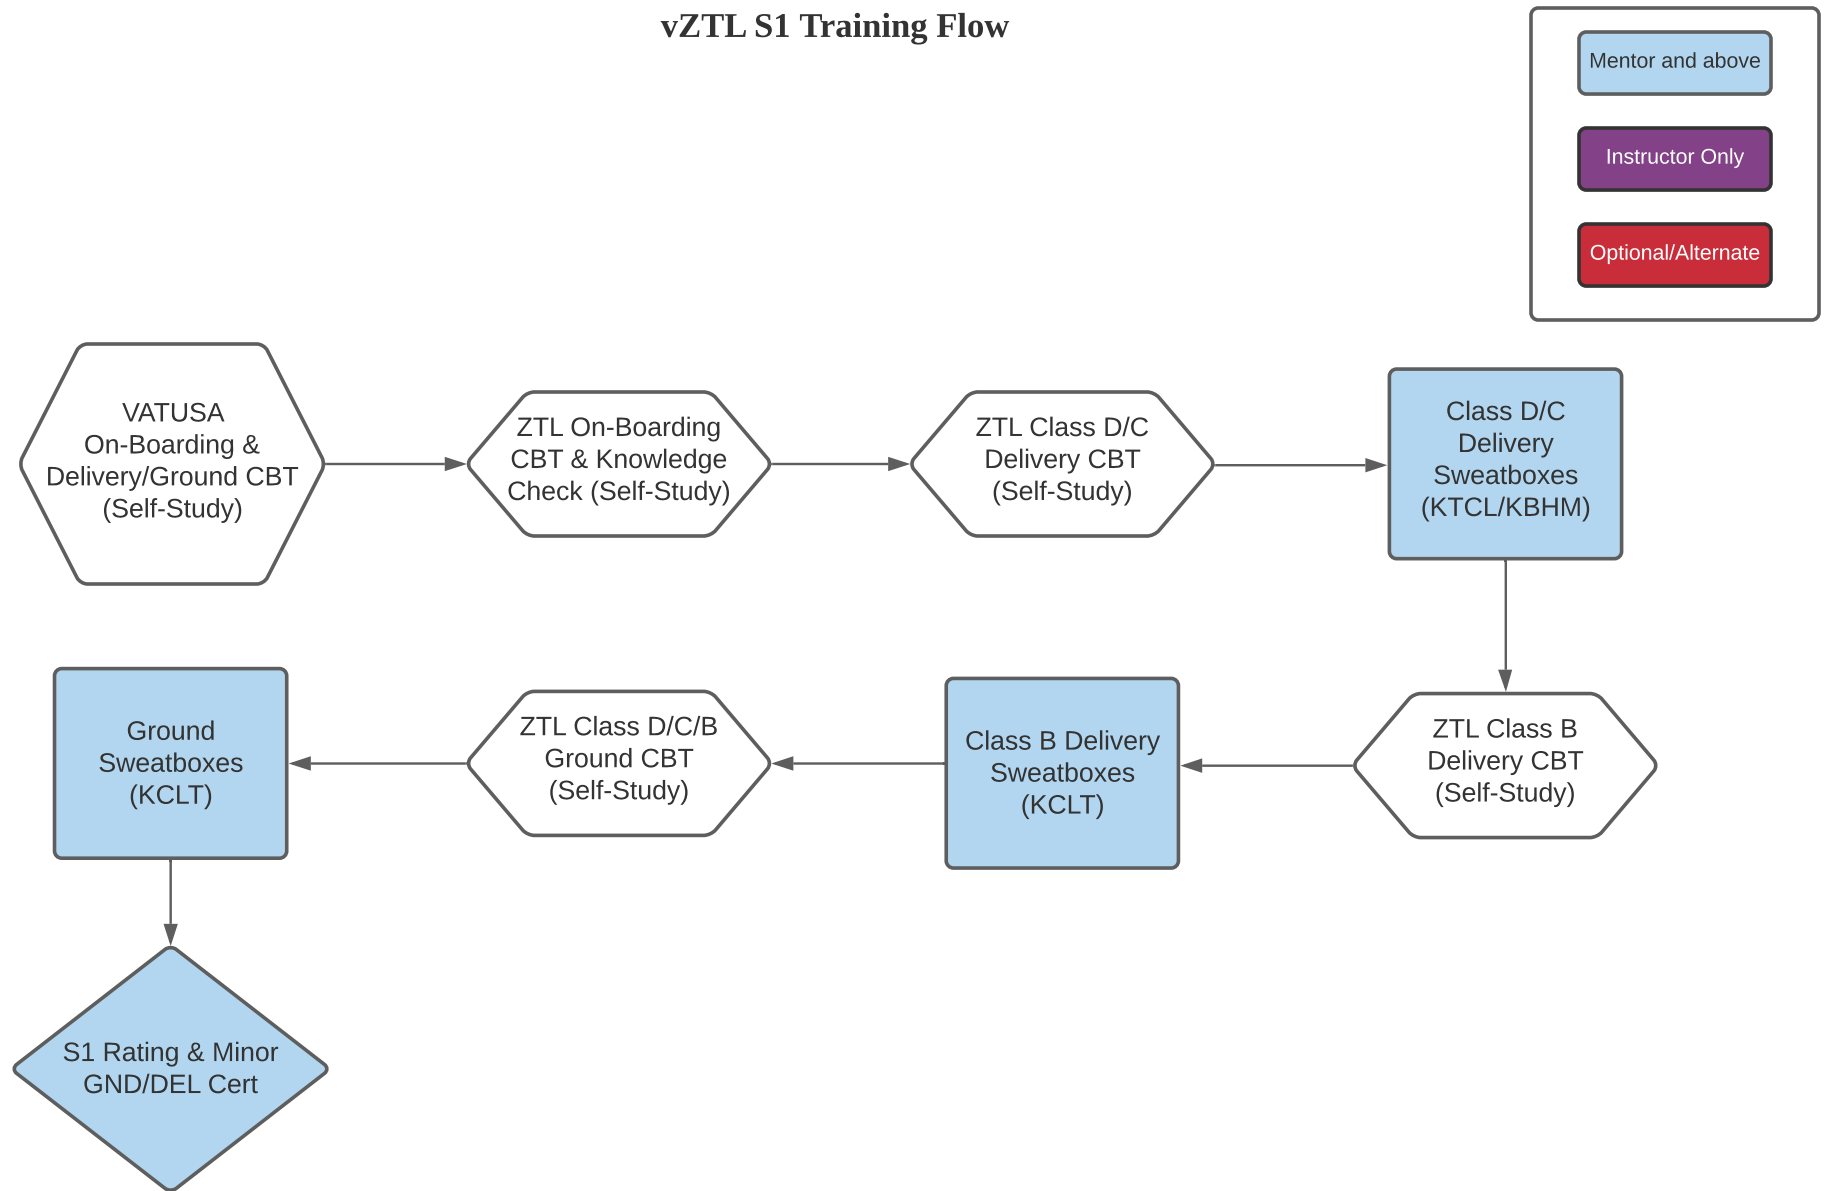 vZTL S1 Training Flow
Mentor and above
Instructor Only
Optional/Alternate
VATUSA
On-Boarding &
Delivery/Ground CBT
(Self-Study)
ZTL On-Boarding
CBT & Knowledge
Check (Self-Study)
ZTL Class D/C
Delivery CBT
(Self-Study)
Class D/C
Delivery
Sweatboxes
(KTCL/KBHM)
ZTL Class B
Delivery CBT
(Self-Study)
Class B Delivery
Sweatboxes
(KCLT)
ZTL Class D/C/B
Ground CBT
(Self-Study)
Ground
Sweatboxes
(KCLT)
S1 Rating & Minor
GND/DEL Cert